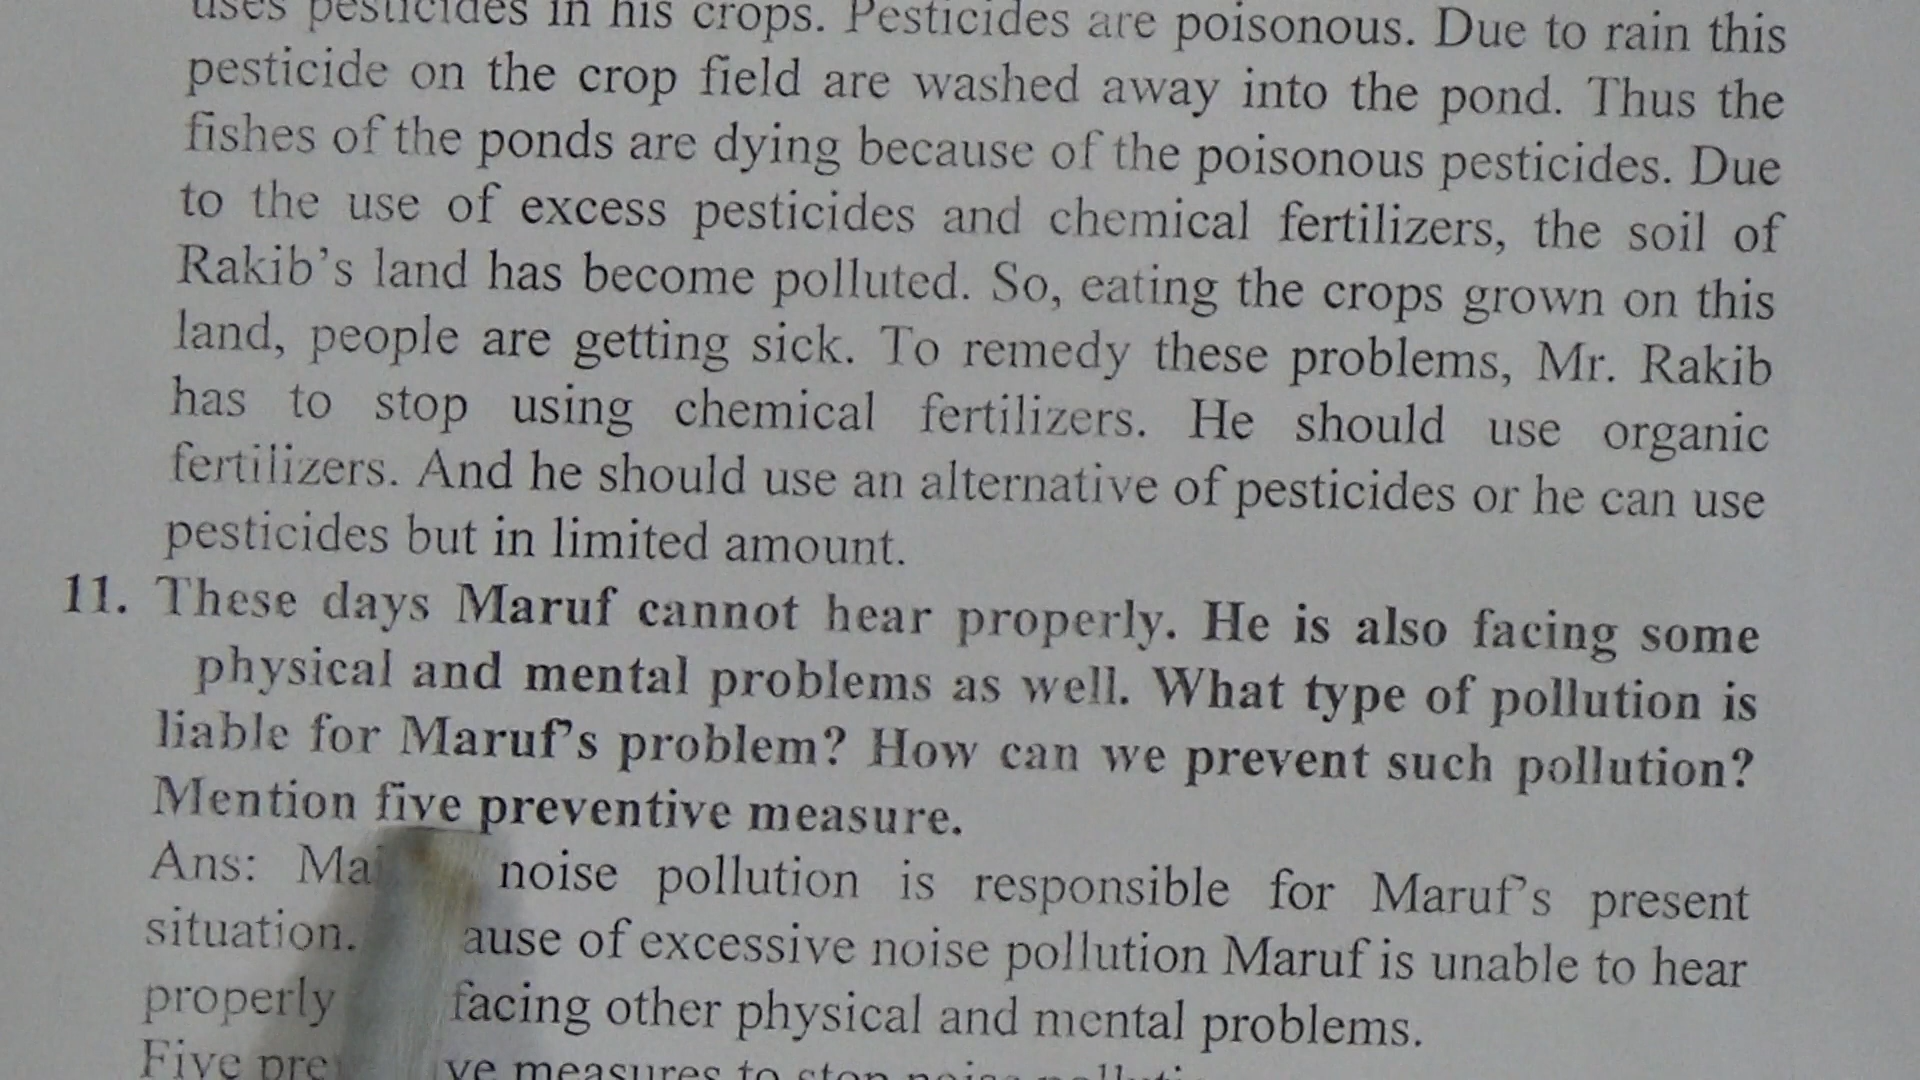 uses pesticides in his crops. Pesticides are poisonous. Due to rain this
pesticide on the crop field are washed away into the pond. Thus the
fishes of the ponds are dying because of the poisonous pesticides. Due
to the use of excess pesticides and chemical fertilizers, the soil of
Rakib's land has become polluted. So, eating the crops grown on this
land, people are getting sick. To remedy these problems, Mr. Rakib
has to stop using chemical fertilizers. He should use organic
fertilizers. And he should use an alternative of pesticides or he can use
pesticides but in limited amount.
11. These days Maruf cannot hear properly. He is also facing some
physical and mental problems as well. What type of pollution is
liable for Maruf's problem? How can we prevent such pollution?
Mention five preventive measure.
Ans: noise pollution is responsible for Maruf's present
situation. of excessive noise pollution Maruf is unable to hear
properly facing other physical and mental problems.
Five measures to stop noise